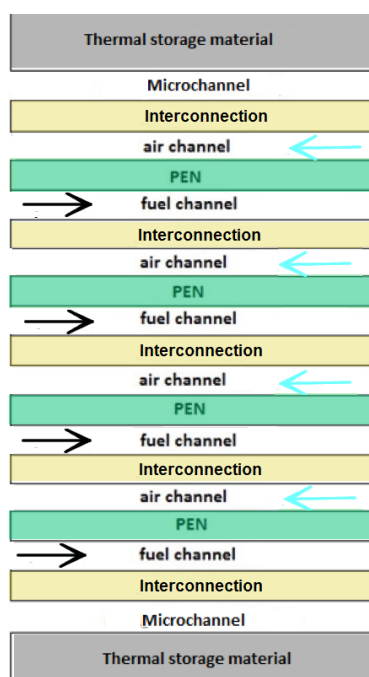 Thermal storage material
Microchannel
Interconnection
air channel
PEN
fuel channel
Interconnection
air channel
PEN
fuel channel
Interconnection
air channel
PEN
fuel channel
Interconnection
air channel
PEN
fuel channel
Interconnection
Microchannel
Thermal storage material